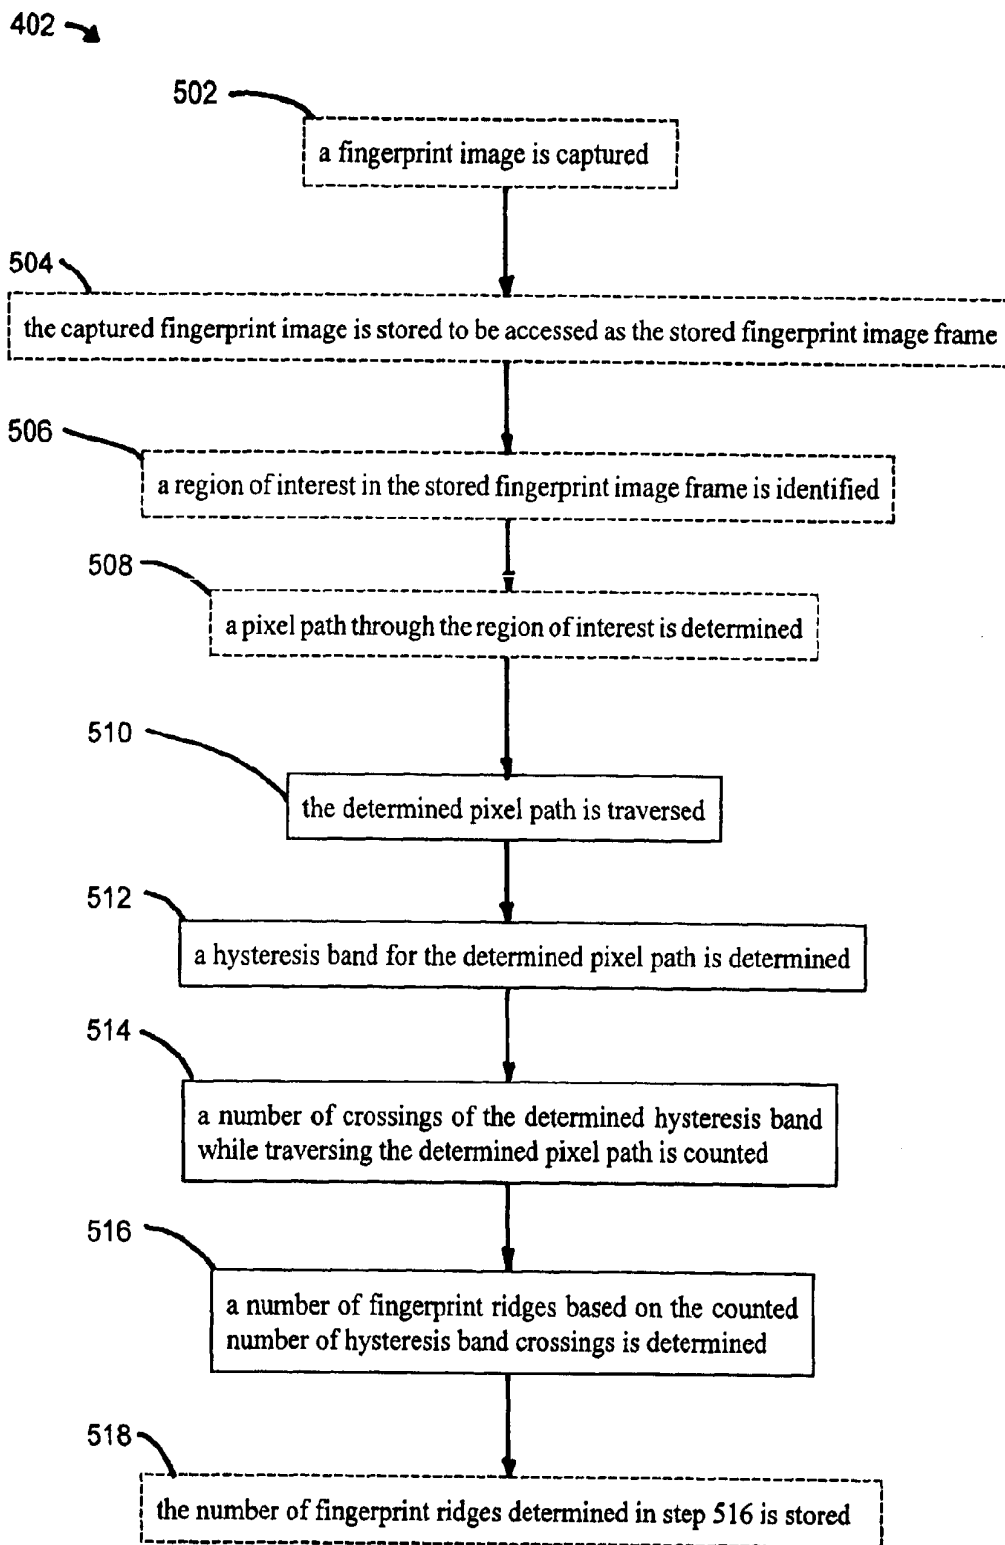 402
502
a fingerprint image is captured
504
the captured fingerprint image is stored to be accessed as the stored fingerprint image frame
506
a region of interest in the stored fingerprint image frame is identified
508
a pixel path through the region of interest is determined
510
the determined pixel path is traversed
512
a hysteresis band for the determined pixel path is determined
514
a number of crossings of the determined hysteresis band
while traversing the determined pixel path is counted
516
a number of fingerprint ridges based on the counted
number of hysteresis band crossings is determined
518
the number of fingerprint ridges determined in step 516 is stored